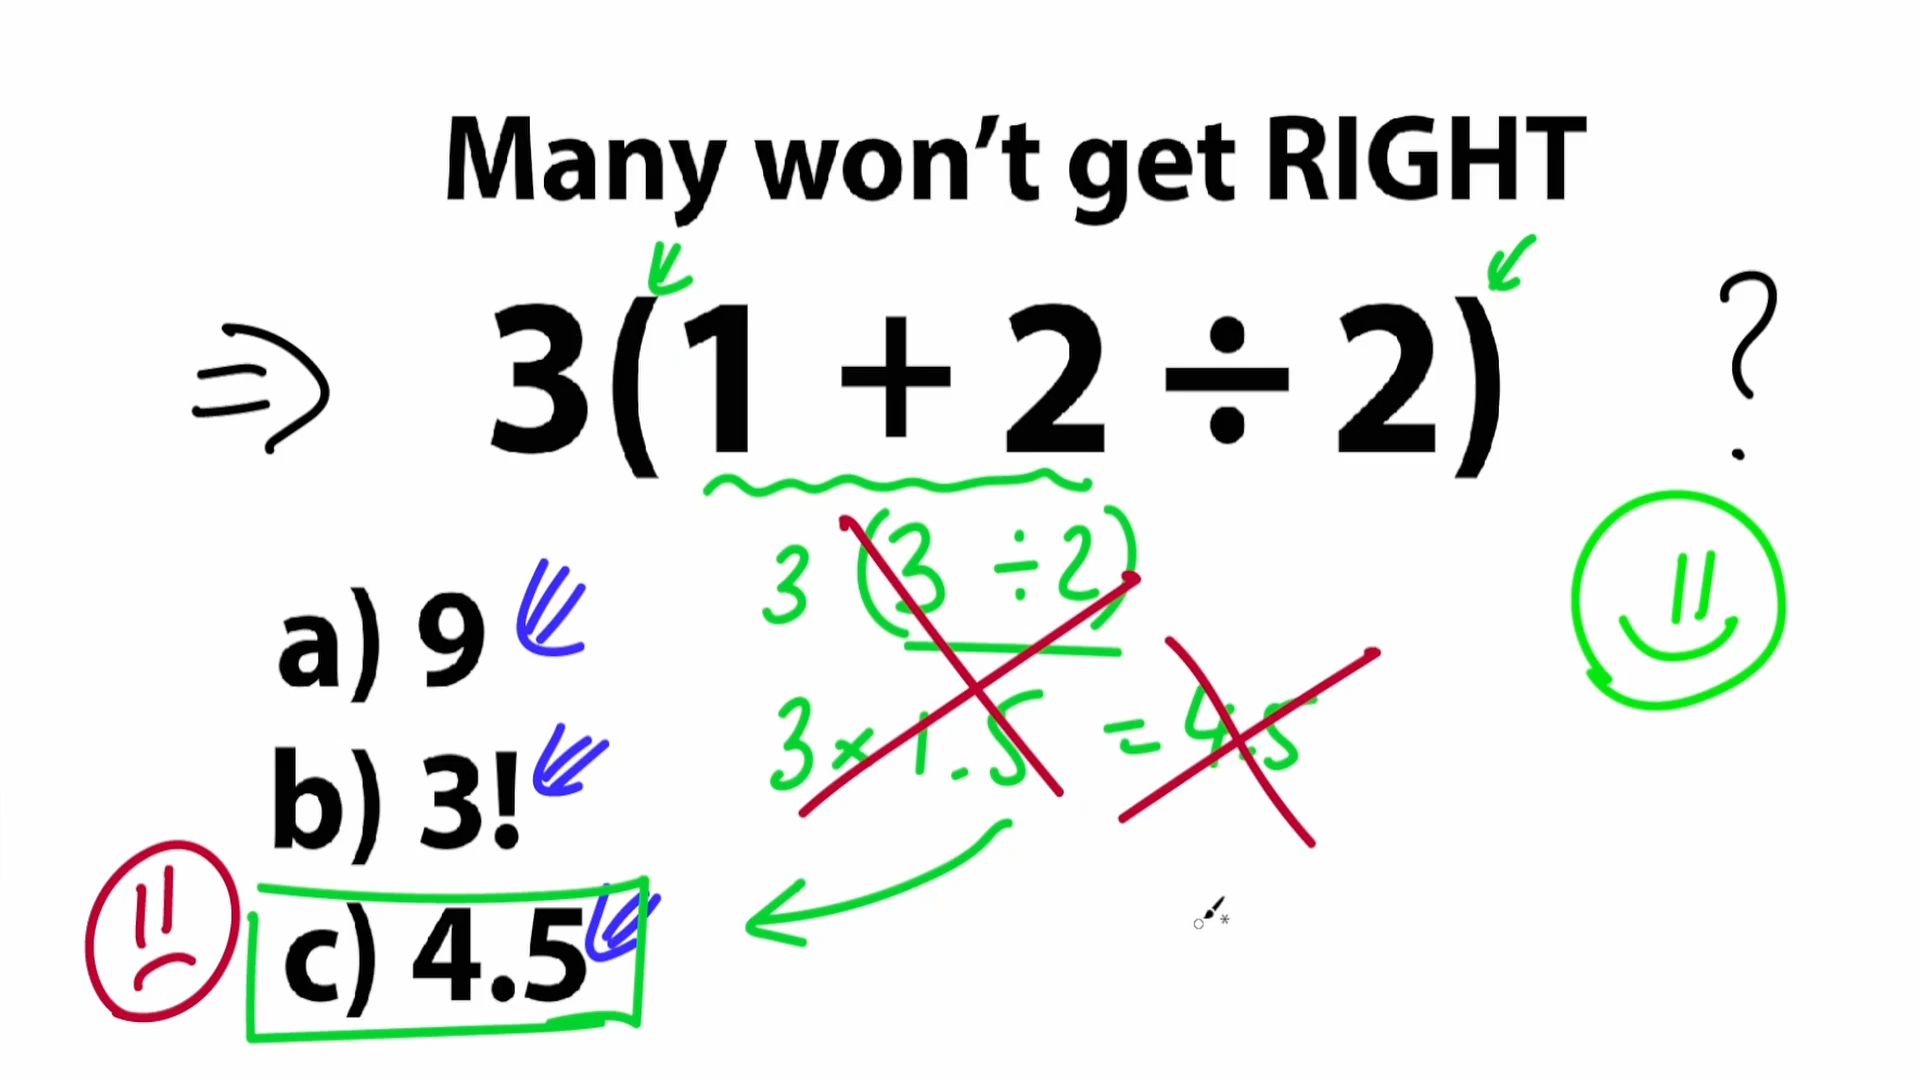 Many won't get RIGHT
=> 3(1 + 2 ÷ 2) ?
3 (3 ÷ 2)
a) 9
3 × 1.5 = 4.5
b) 3!
c) 4.5